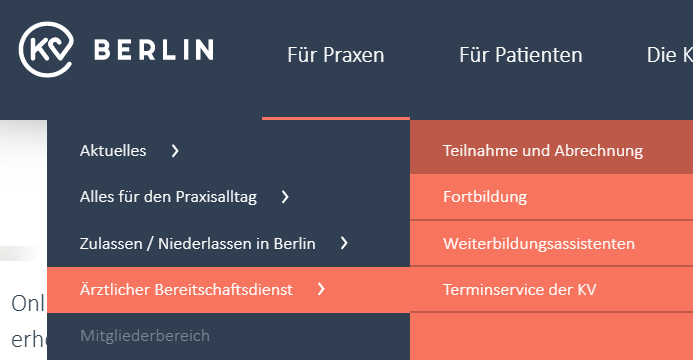 KV BERLIN
Für Praxen
Für Patienten
Die K
Aktuelles
Alles für den Praxisalltag
Zulassen / Niederlassen in Berlin
Ärztlicher Bereitschaftsdienst
Mitgliederbereich
Teilnahme und Abrechnung
Fortbildung
Weiterbildungsassistenten
Terminservice der KV
Onl
erh